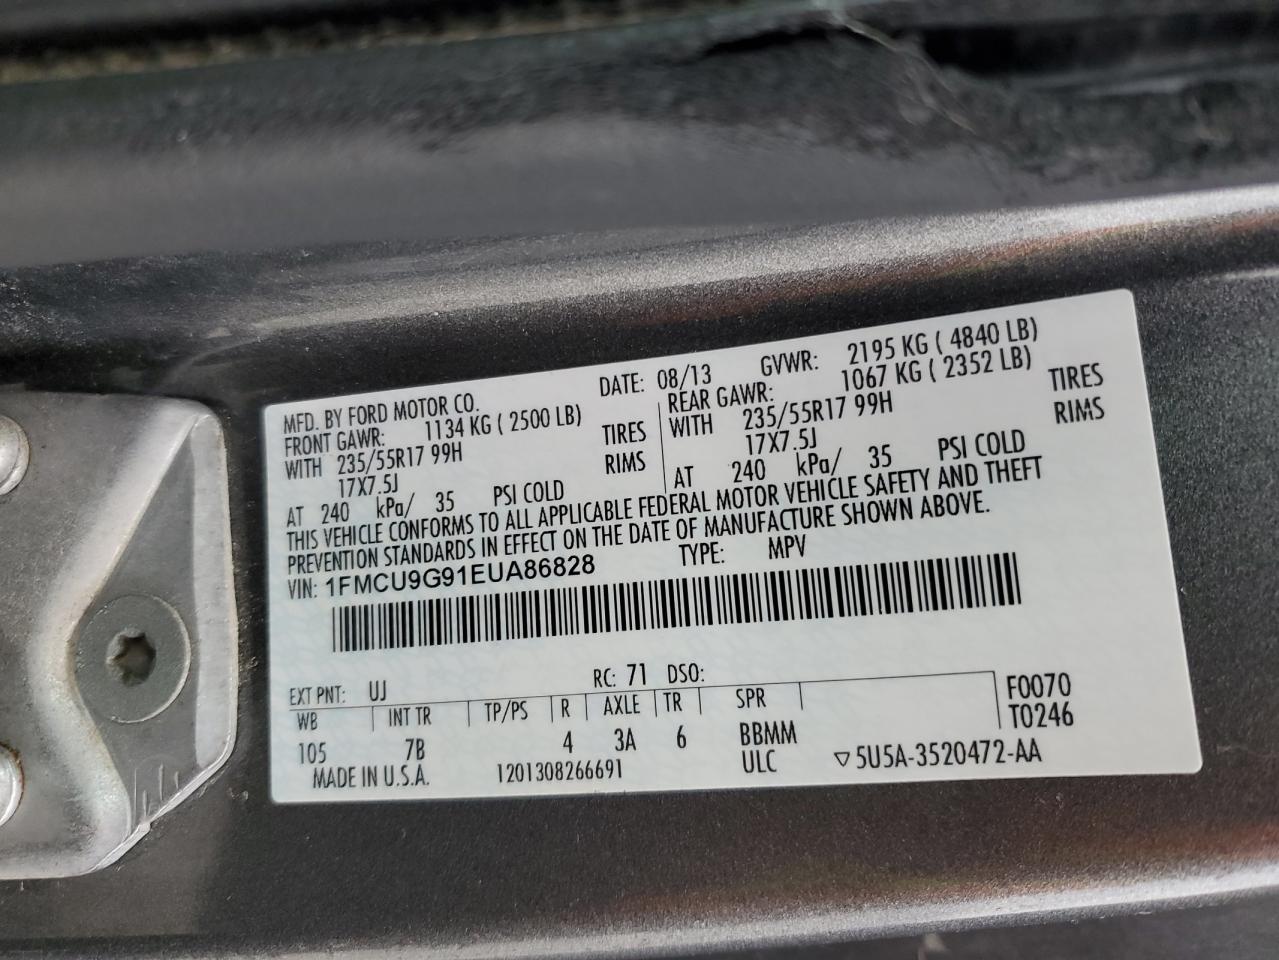 MFD. BY FORD MOTOR CO. DATE: 08/13 GVWR: 2195 KG ( 4840 LB)
FRONT GAWR: 1134 KG ( 2500 LB) REAR GAWR: 1067 KG ( 2352 LB)
WITH 235/55R17 99H TIRES WITH 235/55R17 99H TIRES
17X7.5J RIMS 17X7.5J RIMS
AT 240 kPa/ 35 PSI COLD AT 240 kPa/ 35 PSI COLD
THIS VEHICLE CONFORMS TO ALL APPLICABLE FEDERAL MOTOR VEHICLE SAFETY AND THEFT
PREVENTION STANDARDS IN EFFECT ON THE DATE OF MANUFACTURE SHOWN ABOVE.
VIN: 1FMCU9G91EUA86828 TYPE: MPV
EXT PNT: UJ RC: 71 DSO:
WB INT TR TP/PS R AXLE TR SPR F0070
105 7B 4 3A 6 BBMM T0246
MADE IN U.S.A. 1201308266691 ULC ▽5U5A-3520472-AA